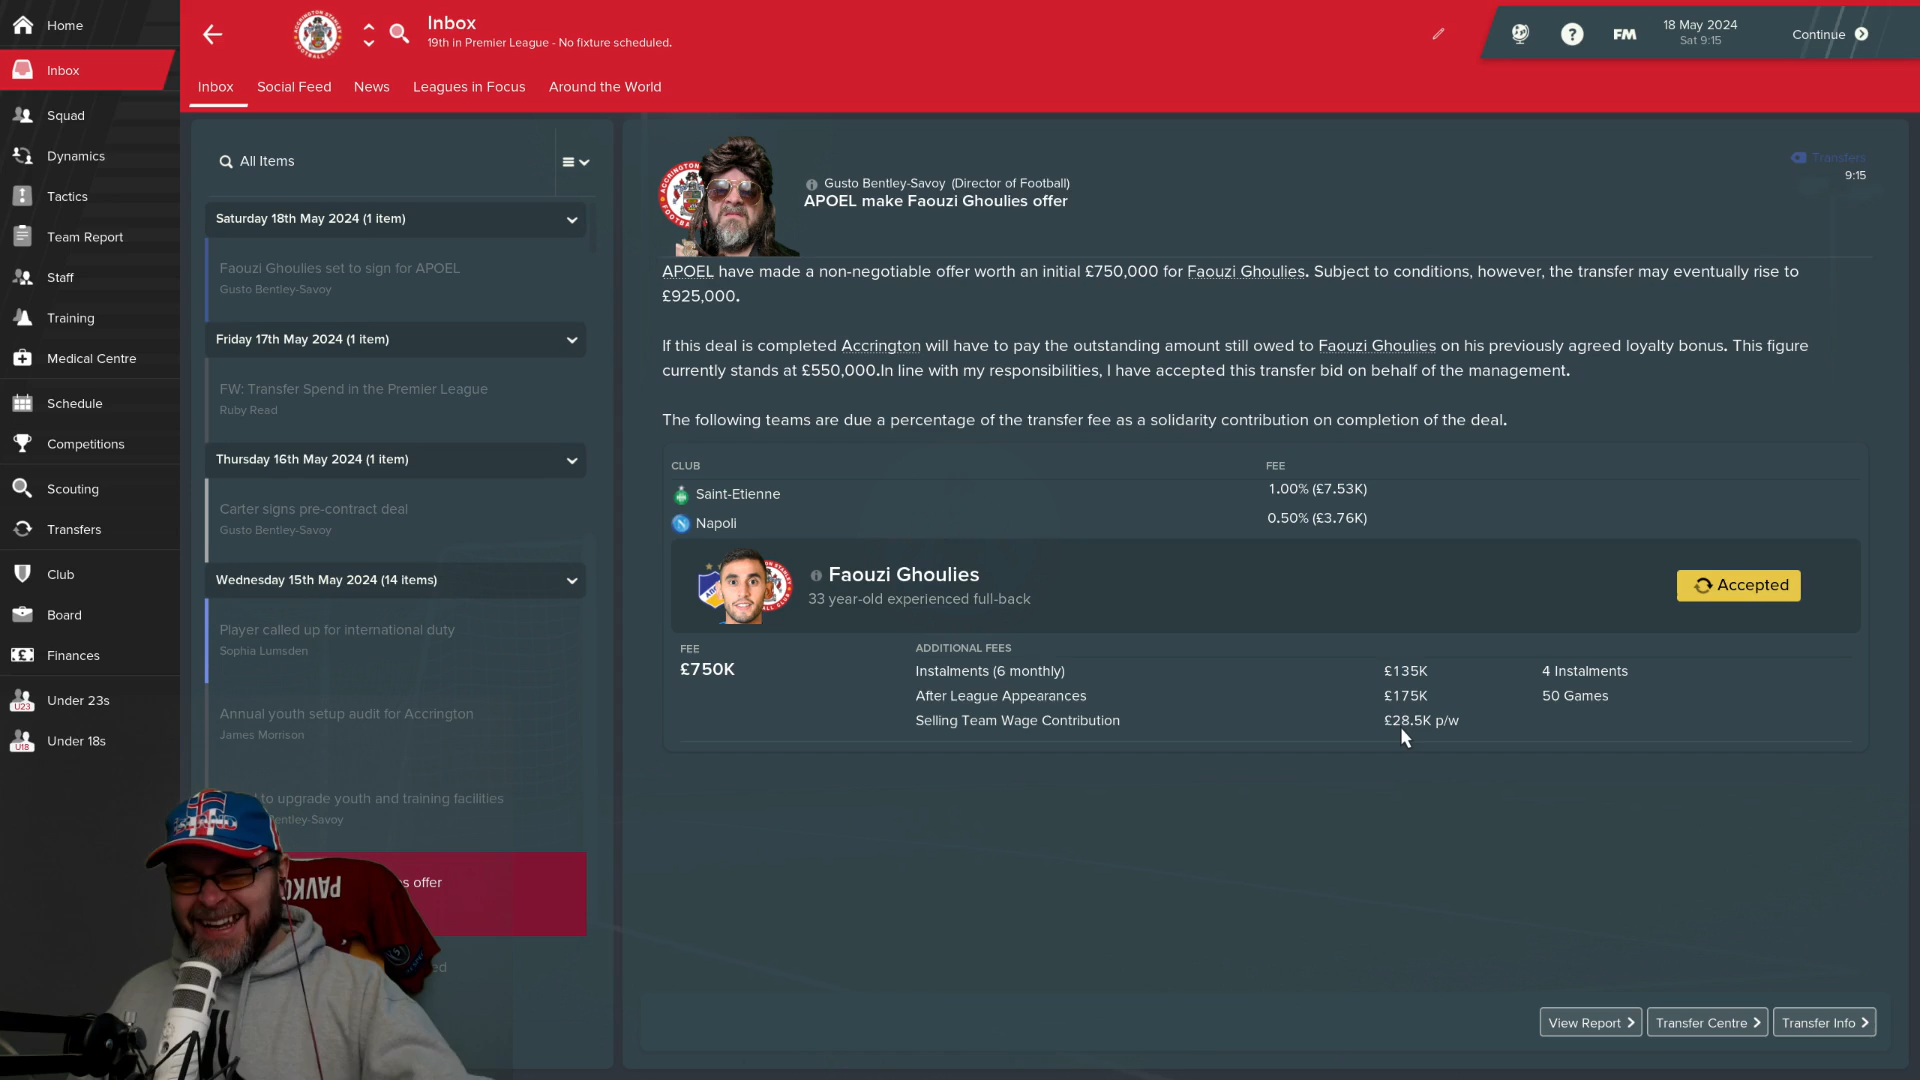 Home
Inbox
Squad
Dynamics
Tactics
Team Report
Staff
Training
Medical Centre
Schedule
Competitions
Scouting
Transfers
Club
Board
Finances
Under 23s
Under 18s
U23
U18
Inbox
19th in Premier League - No fixture scheduled.
FM
18 May 2024
Sat 9:15
Continue
Inbox
Social Feed
News
Leagues in Focus
Around the World
All Items
Saturday 18th May 2024 (1 item)
Faouzi Ghoulies set to sign for APOEL
Gusto Bentley-Savoy
Friday 17th May 2024 (1 item)
FW: Transfer Spend in the Premier League
Ruby Read
Thursday 16th May 2024 (1 item)
Carter signs pre-contract deal
Gusto Bentley-Savoy
Wednesday 15th May 2024 (14 items)
Player called up for international duty
Sophia Lumsden
Annual youth setup audit for Accrington
James Morrison
to upgrade youth and training facilities
entley-Savoy
s offer
ed
PAVK
Gusto Bentley-Savoy (Director of Football)
APOEL make Faouzi Ghoulies offer
Transfers
9:15
APOEL have made a non-negotiable offer worth an initial £750,000 for Faouzi Ghoulies. Subject to conditions, however, the transfer may eventually rise to
£925,000.
If this deal is completed Accrington will have to pay the outstanding amount still owed to Faouzi Ghoulies on his previously agreed loyalty bonus. This figure
currently stands at £550,000.In line with my responsibilities, I have accepted this transfer bid on behalf of the management.
The following teams are due a percentage of the transfer fee as a solidarity contribution on completion of the deal.
CLUB FEE
Saint-Etienne 1.00% (£7.53K)
Napoli 0.50% (£3.76K)
Faouzi Ghoulies
33 year-old experienced full-back
Accepted
FEE
£750K
ADDITIONAL FEES
Instalments (6 monthly) £135K 4 Instalments
After League Appearances £175K 50 Games
Selling Team Wage Contribution £28.5K p/w
View Report
Transfer Centre
Transfer Info